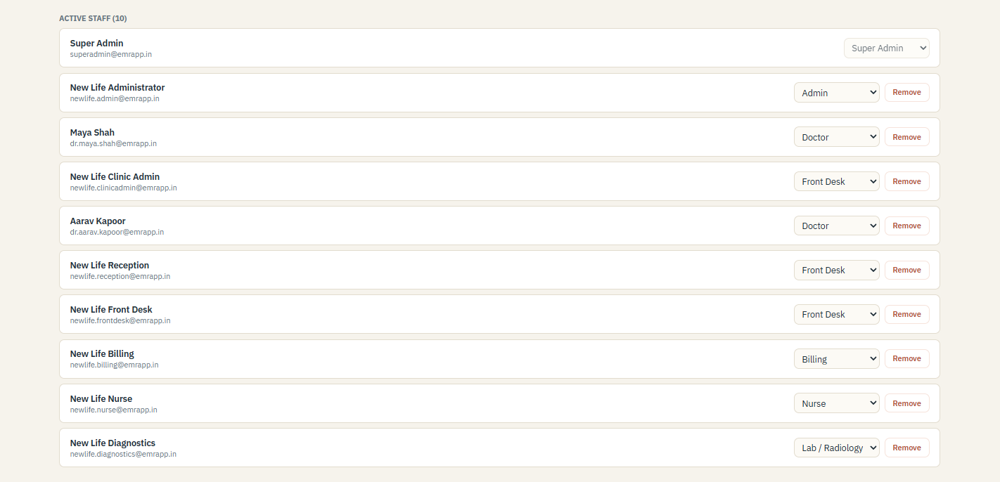 ACTIVE STAFF (10)
Super Admin
superadmin@emrapp.in
Super Admin
New Life Administrator
newlife.admin@emrapp.in
Admin
Remove
Maya Shah
dr.maya.shah@emrapp.in
Doctor
Remove
New Life Clinic Admin
newlife.clinicadmin@emrapp.in
Front Desk
Remove
Aarav Kapoor
dr.aarav.kapoor@emrapp.in
Doctor
Remove
New Life Reception
newlife.reception@emrapp.in
Front Desk
Remove
New Life Front Desk
newlife.frontdesk@emrapp.in
Front Desk
Remove
New Life Billing
newlife.billing@emrapp.in
Billing
Remove
New Life Nurse
newlife.nurse@emrapp.in
Nurse
Remove
New Life Diagnostics
newlife.diagnostics@emrapp.in
Lab / Radiology
Remove